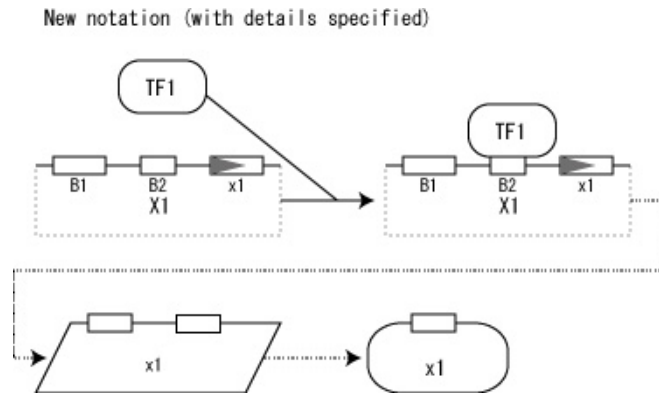 New notation (with details specified)
TF1
TF1
B1 B2 x1
X1
B1 B2 x1
X1
x1
x1